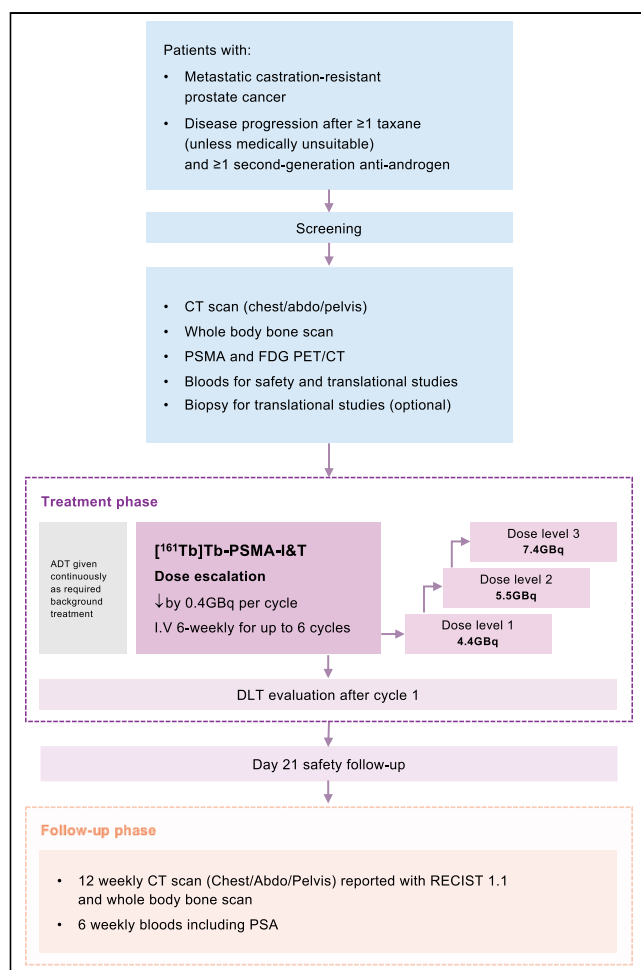 Patients with:
• Metastatic castration-resistant
prostate cancer
• Disease progression after ≥1 taxane
(unless medically unsuitable)
and ≥1 second-generation anti-androgen
Screening
• CT scan (chest/abdo/pelvis)
• Whole body bone scan
• PSMA and FDG PET/CT
• Bloods for safety and translational studies
• Biopsy for translational studies (optional)
Treatment phase
ADT given
continuously
as required
background
treatment
[¹⁶¹Tb]Tb-PSMA-I&T
Dose escalation
↓by 0.4GBq per cycle
I.V 6-weekly for up to 6 cycles
Dose level 3
7.4GBq
Dose level 2
5.5GBq
Dose level 1
4.4GBq
DLT evaluation after cycle 1
Day 21 safety follow-up
Follow-up phase
• 12 weekly CT scan (Chest/Abdo/Pelvis) reported with RECIST 1.1
and whole body bone scan
• 6 weekly bloods including PSA